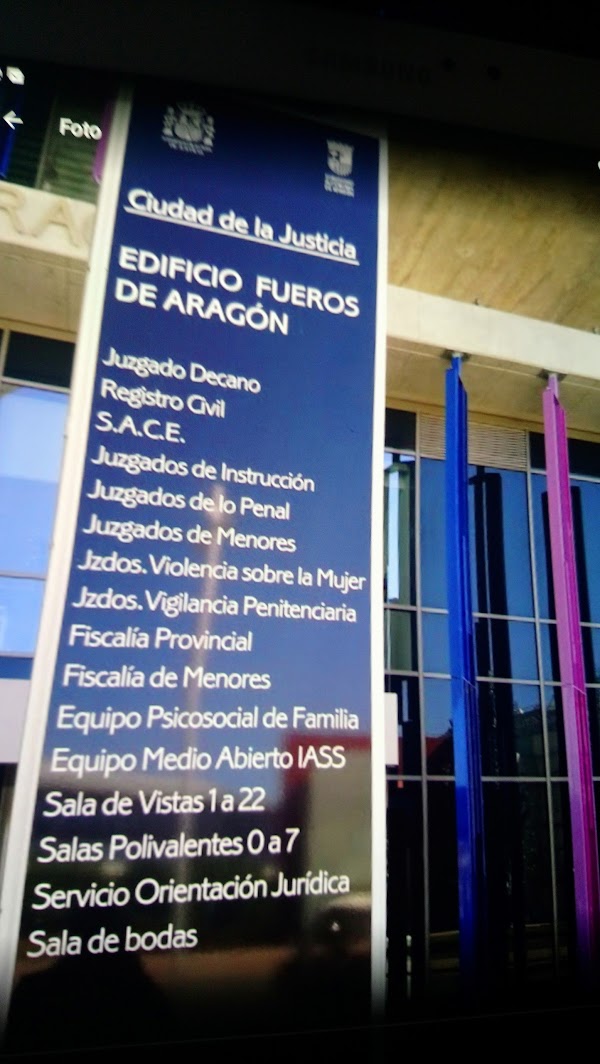 Foto
Ciudad de la Justicia
EDIFICIO FUEROS
DE ARAGÓN
Juzgado Decano
Registro Civil
S.A.C.E.
Juzgados de Instrucción
Juzgados de lo Penal
Juzgados de Menores
Jzdos. Violencia sobre la Mujer
Jzdos. Vigilancia Penitenciaria
Fiscalía Provincial
Fiscalía de Menores
Equipo Psicosocial de Familia
Equipo Medio Abierto IASS
Sala de Vistas 1 a 22
Salas Polivalentes 0 a 7
Servicio Orientación Jurídica
Sala de bodas